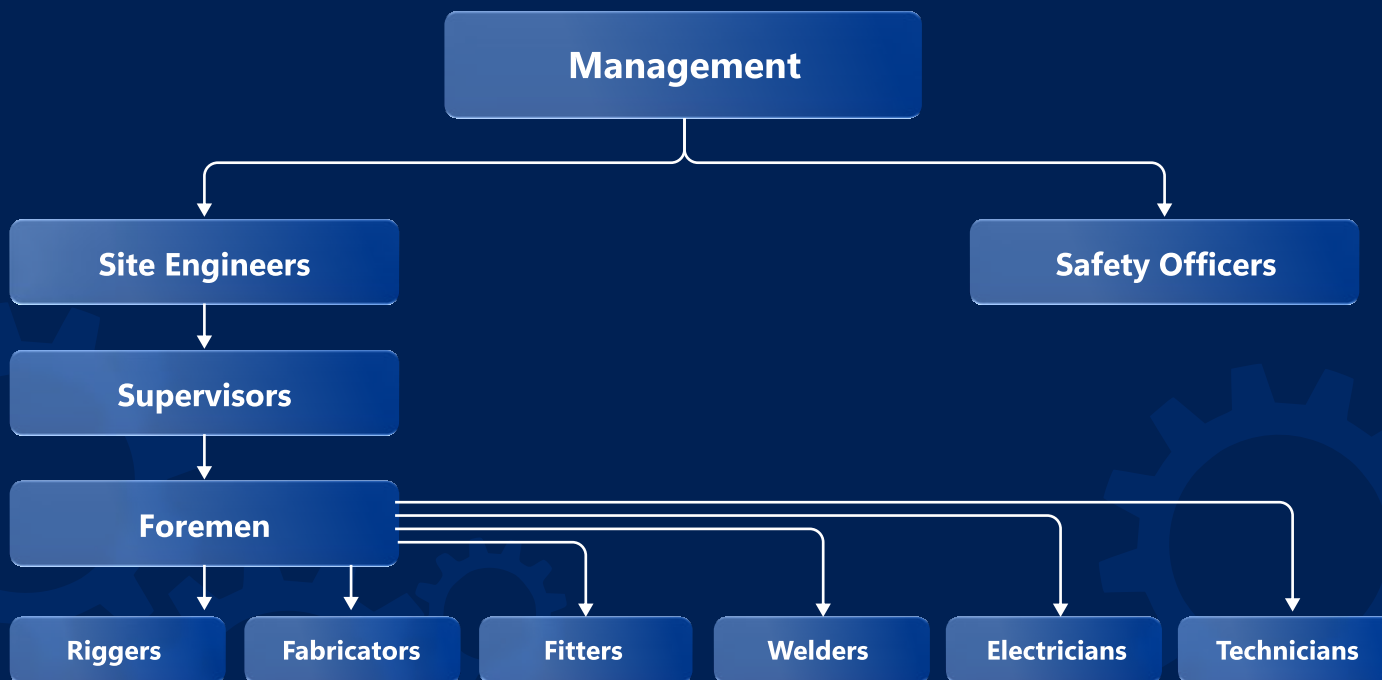 Management
Site Engineers
Safety Officers
Supervisors
Foremen
Riggers
Fabricators
Fitters
Welders
Electricians
Technicians